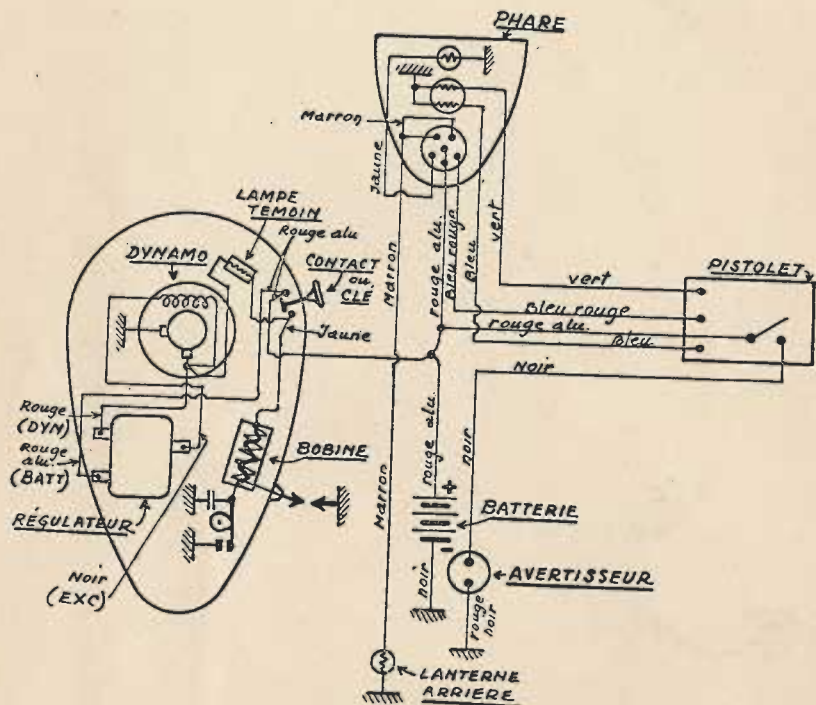 PHARE
Marron
Jaune
LAMPE
TEMOIN
Rouge alu
DYNAMO
CONTACT
ou
CLÉ
Jaune
Marron
rouge alu.
Bleu rouge
Bleu
vert
vert
PISTOLET
Bleu rouge
rouge alu.
Bleu
NOIR
Rouge
(DYN)
Rouge
alu.
(BATT)
RÉGULATEUR
BOBINE
Noir
(EXC)
Marron
rouge alu.
noir
+
BATTERIE
-
noir
AVERTISSEUR
rouge
noir
LANTERNE
ARRIÈRE